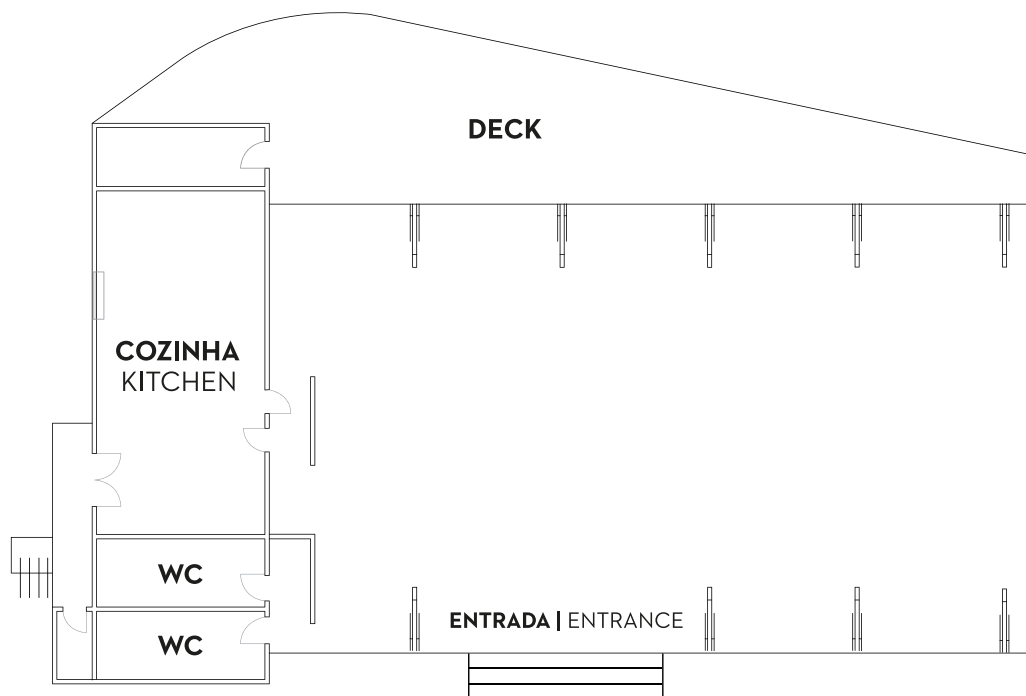 DECK
COZINHA
KITCHEN
WC
ENTRADA | ENTRANCE
WC